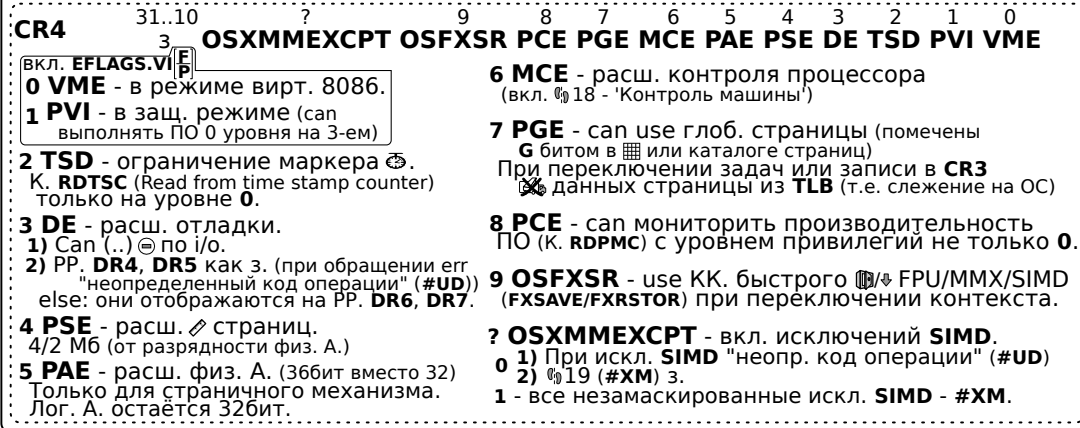 31..10 ? 9 8 7 6 5 4 3 2 1 0
CR4 з OSXMMEXCPT OSFXSR PCE PGE MCE PAE PSE DE TSD PVI VME
вкл. EFLAGS.VI F P
0 VME - в режиме вирт. 8086.
1 PVI - в защ. режиме (can
выполнять ПО 0 уровня на 3-ем)
2 TSD - ограничение маркера .
К. RDTSC (Read from time stamp counter)
только на уровне 0.
3 DE - расш. отладки.
1) Can (..) по i/o.
2) РР. DR4, DR5 как з. (при обращении err
"неопределенный код операции" (#UD))
else: они отображаются на РР. DR6, DR7.
4 PSE - расш. страниц.
4/2 Мб (от разрядности физ. А.)
5 PAE - расш. физ. А. (36бит вместо 32)
Только для страничного механизма.
Лог. А. остаётся 32бит.
6 MCE - расш. контроля процессора
(вкл. 18 - 'Контроль машины')
7 PGE - can use глоб. страницы (помечены
G битом в или каталоге страниц)
При переключении задач или записи в CR3
данных страницы из TLB (т.е. слежение на ОС)
8 PCE - can мониторить производительность
ПО (К. RDPMC) с уровнем привилегий не только 0.
9 OSFXSR - use КК. быстрого / FPU/MMX/SIMD
(FXSAVE/FXRSTOR) при переключении контекста.
? OSXMMEXCPT - вкл. исключений SIMD.
0 1) При искл. SIMD "неопр. код операции" (#UD)
2) 19 (#XM) з.
1 - все незамаскированные искл. SIMD - #XM.